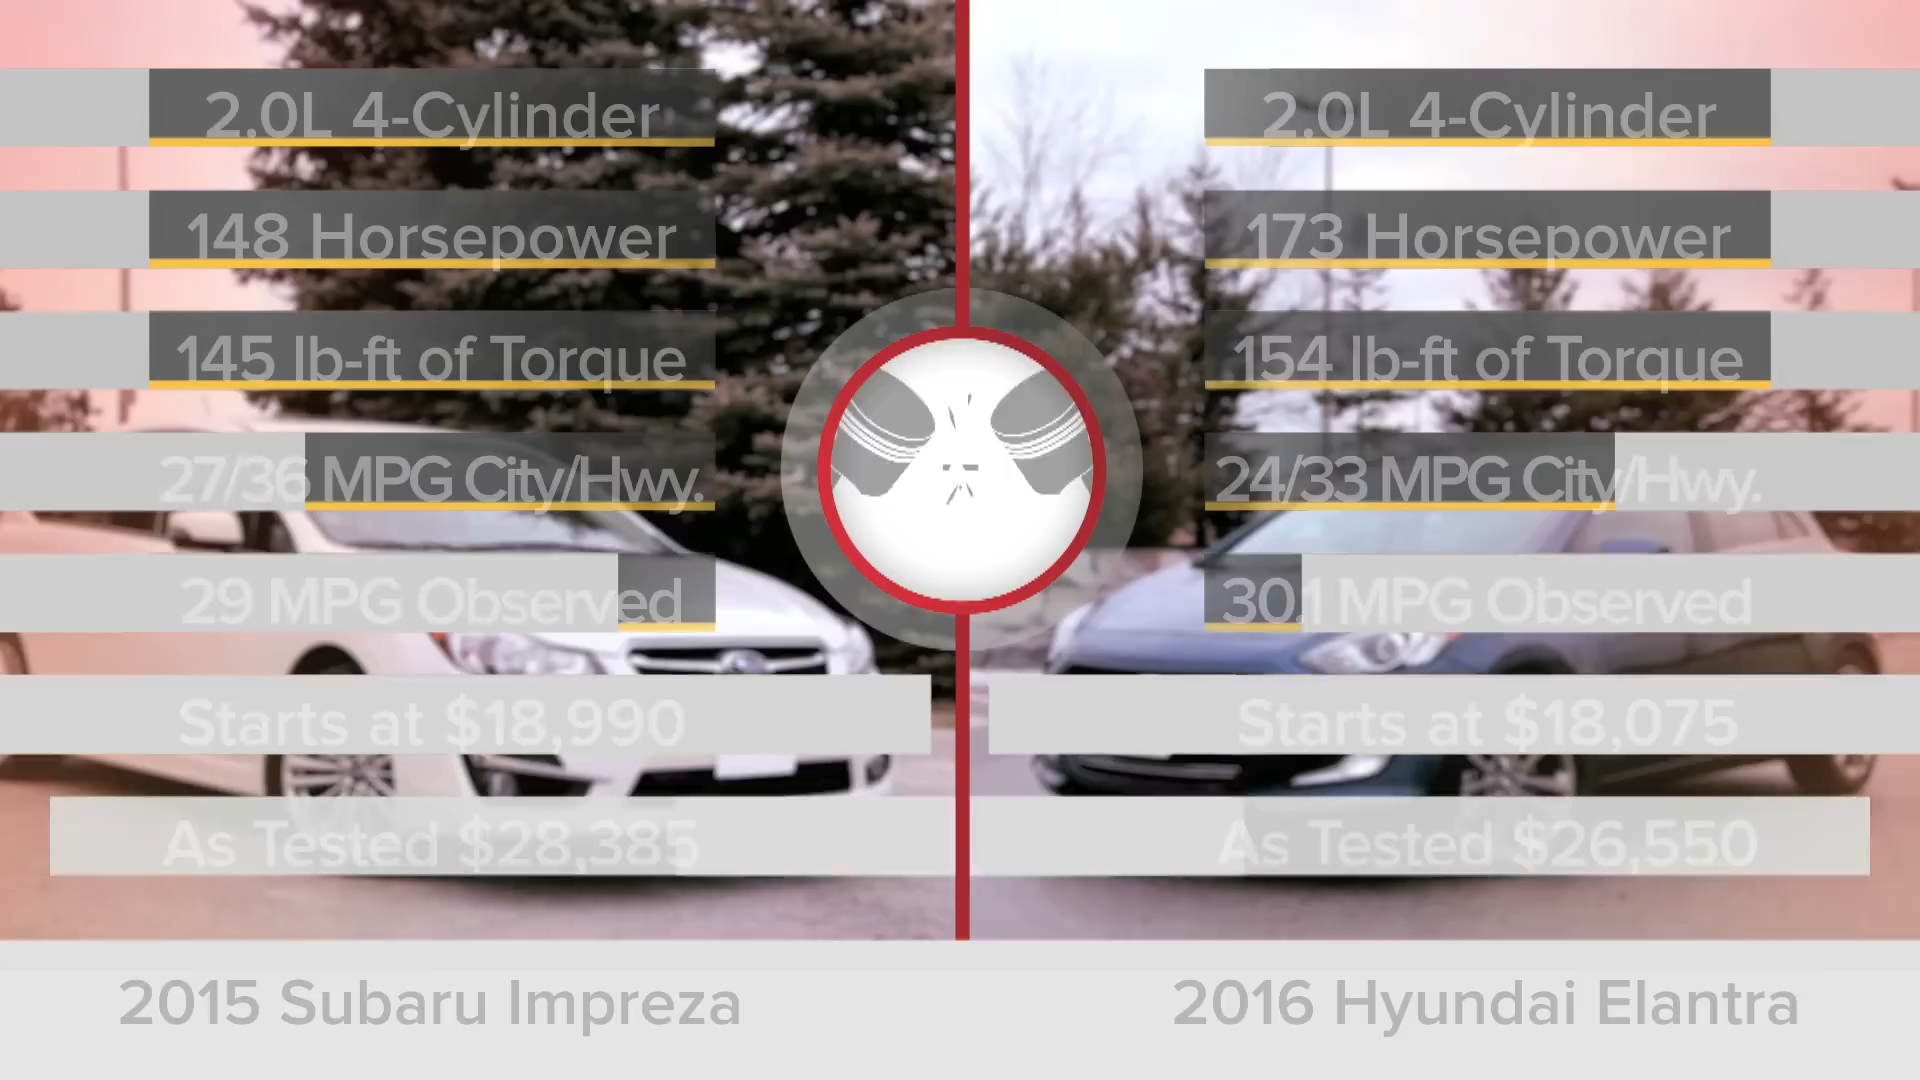 2.0L 4-Cylinder
148 Horsepower
145 lb-ft of Torque
27/36 MPG City/Hwy.
29 MPG Observed
Starts at $18,990
As Tested $28,385
2015 Subaru Impreza
2.0L 4-Cylinder
173 Horsepower
154 lb-ft of Torque
24/33 MPG City/Hwy.
30.1 MPG Observed
Starts at $18,075
As Tested $26,550
2016 Hyundai Elantra